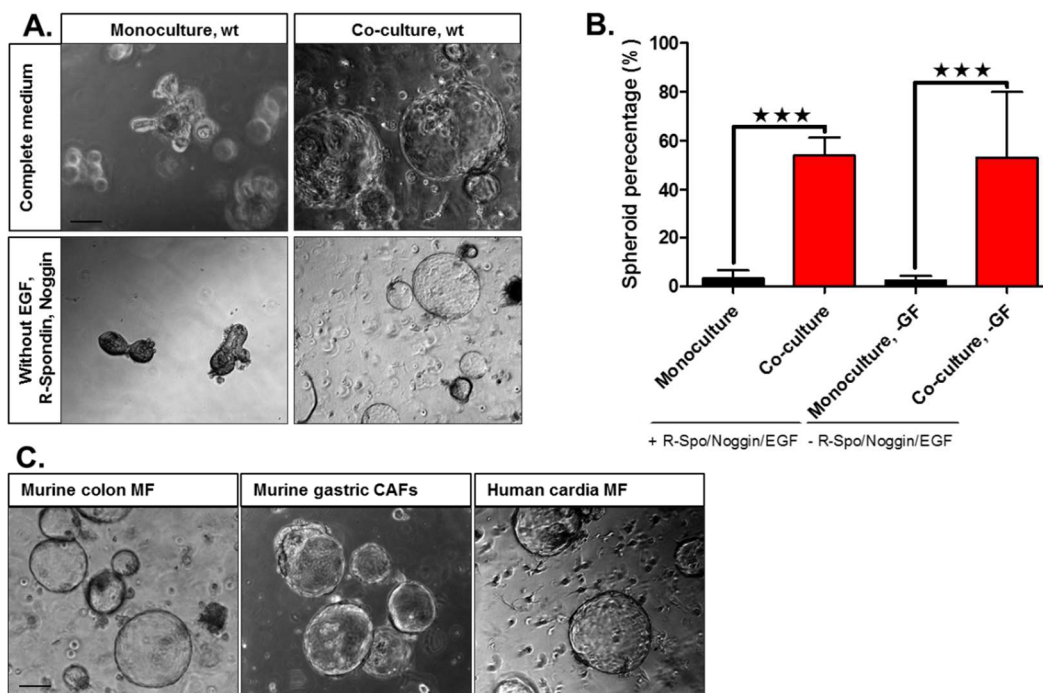 A.
Monoculture, wt
Co-culture, wt
Complete medium
Without EGF,
R-Spondin, Noggin
B.
Spheroid perecentage (%)
100
80
60
40
20
0
★★★
★★★
Monoculture
Co-culture
Monoculture, -GF
Co-culture, -GF
+ R-Spo/Noggin/EGF
- R-Spo/Noggin/EGF
C.
Murine colon MF
Murine gastric CAFs
Human cardia MF